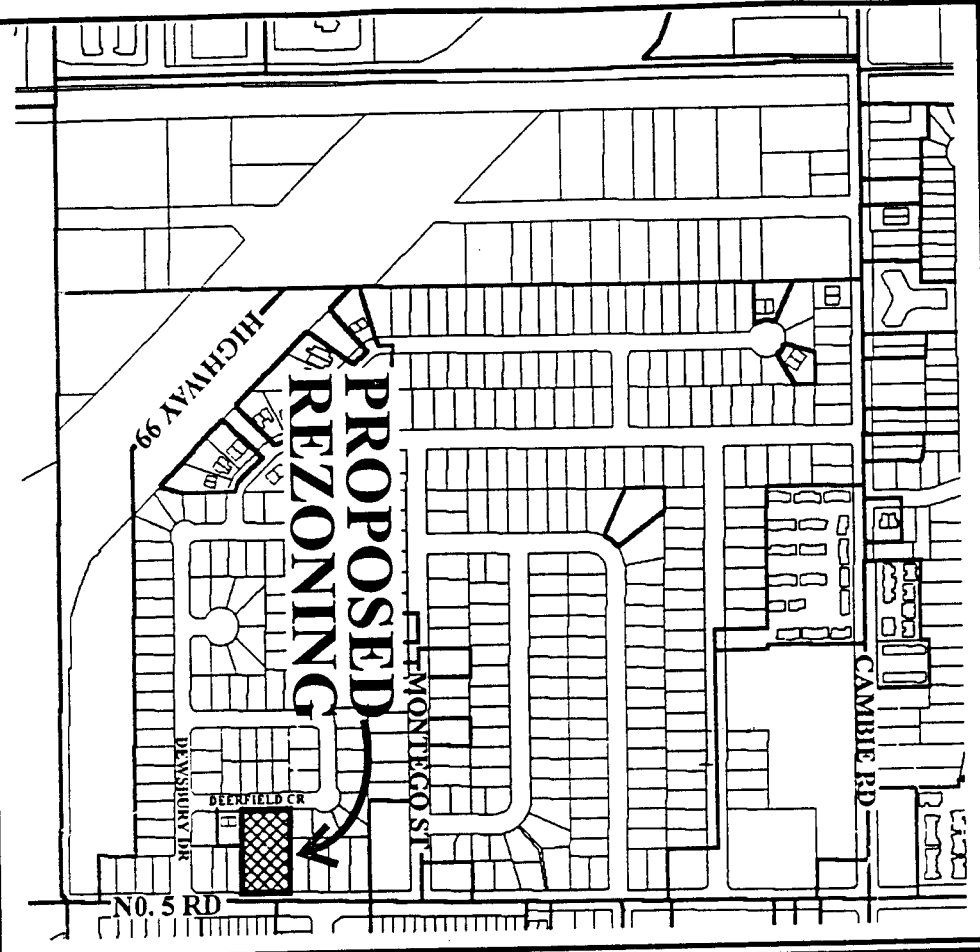 HIGHWAY 99
PROPOSED
REZONING
MONTEGO ST
CAMBIE RD
DEWSBURY DR
DEERFIELD CR
NO. 5 RD